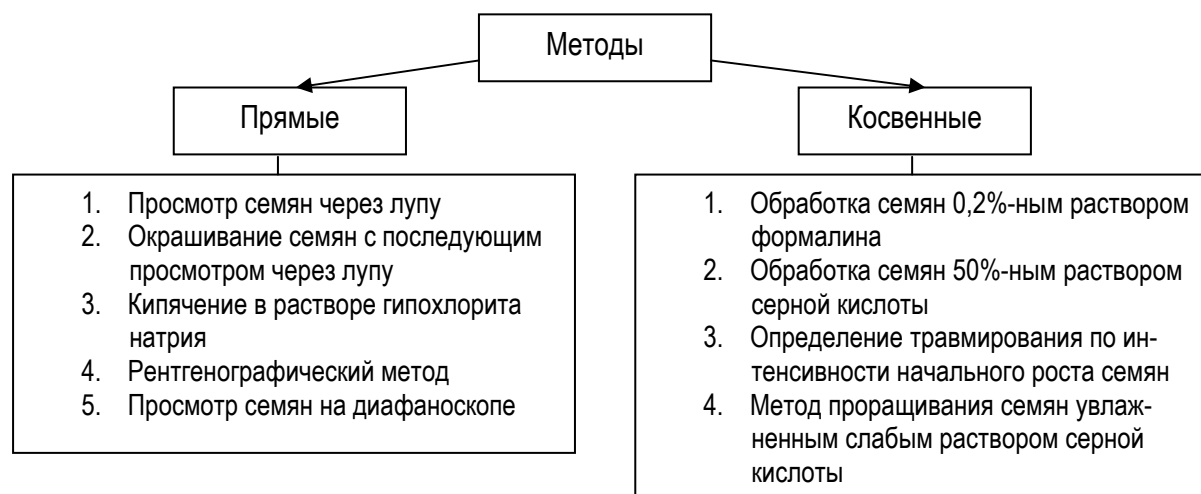 Методы
Прямые
Косвенные
1. Просмотр семян через лупу
2. Окрашивание семян с последующим
просмотром через лупу
3. Кипячение в растворе гипохлорита
натрия
4. Рентгенографический метод
5. Просмотр семян на диафаноскопе
1. Обработка семян 0,2%-ным раствором
формалина
2. Обработка семян 50%-ным раствором
серной кислоты
3. Определение травмирования по ин-
тенсивности начального роста семян
4. Метод проращивания семян увлаж-
ненным слабым раствором серной
кислоты